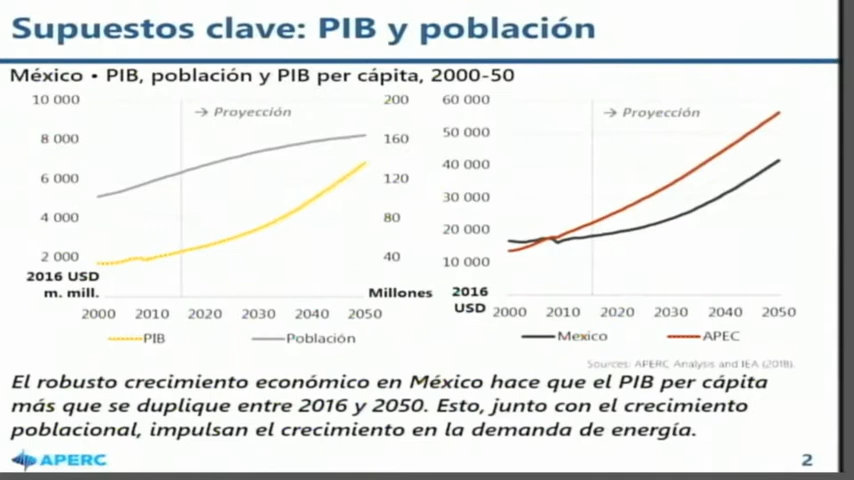 Supuestos clave: PIB y población
México • PIB, población y PIB per cápita, 2000-50
10 000
8 000
6 000
4 000
2 000
2016 USD
m. mill.
→ Proyección
200
160
120
80
40
Millones
2000 2010 2020 2030 2040 2050
PIB Población
60 000
50 000
40 000
30 000
20 000
10 000
2016
USD
→ Proyección
2000 2010 2020 2030 2040 2050
Mexico APEC
Sources: APERC Analysis and IEA (2018).
El robusto crecimiento económico en México hace que el PIB per cápita
más que se duplique entre 2016 y 2050. Esto, junto con el crecimiento
poblacional, impulsan el crecimiento en la demanda de energía.
APERC
2